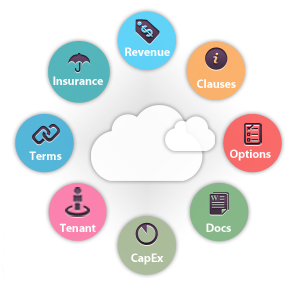 Revenue
Clauses
Options
Docs
CapEx
Tenant
Terms
Insurance